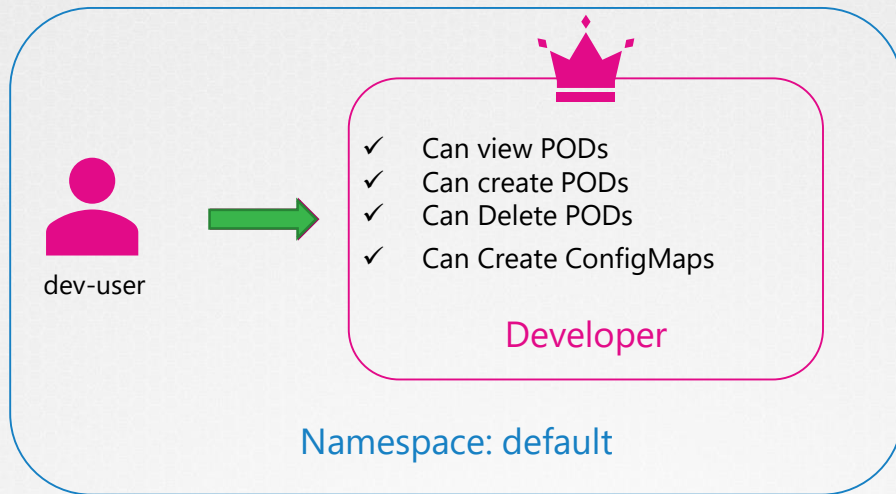 ✓ Can view PODs
✓ Can create PODs
✓ Can Delete PODs
✓ Can Create ConfigMaps
dev-user
Developer
Namespace: default